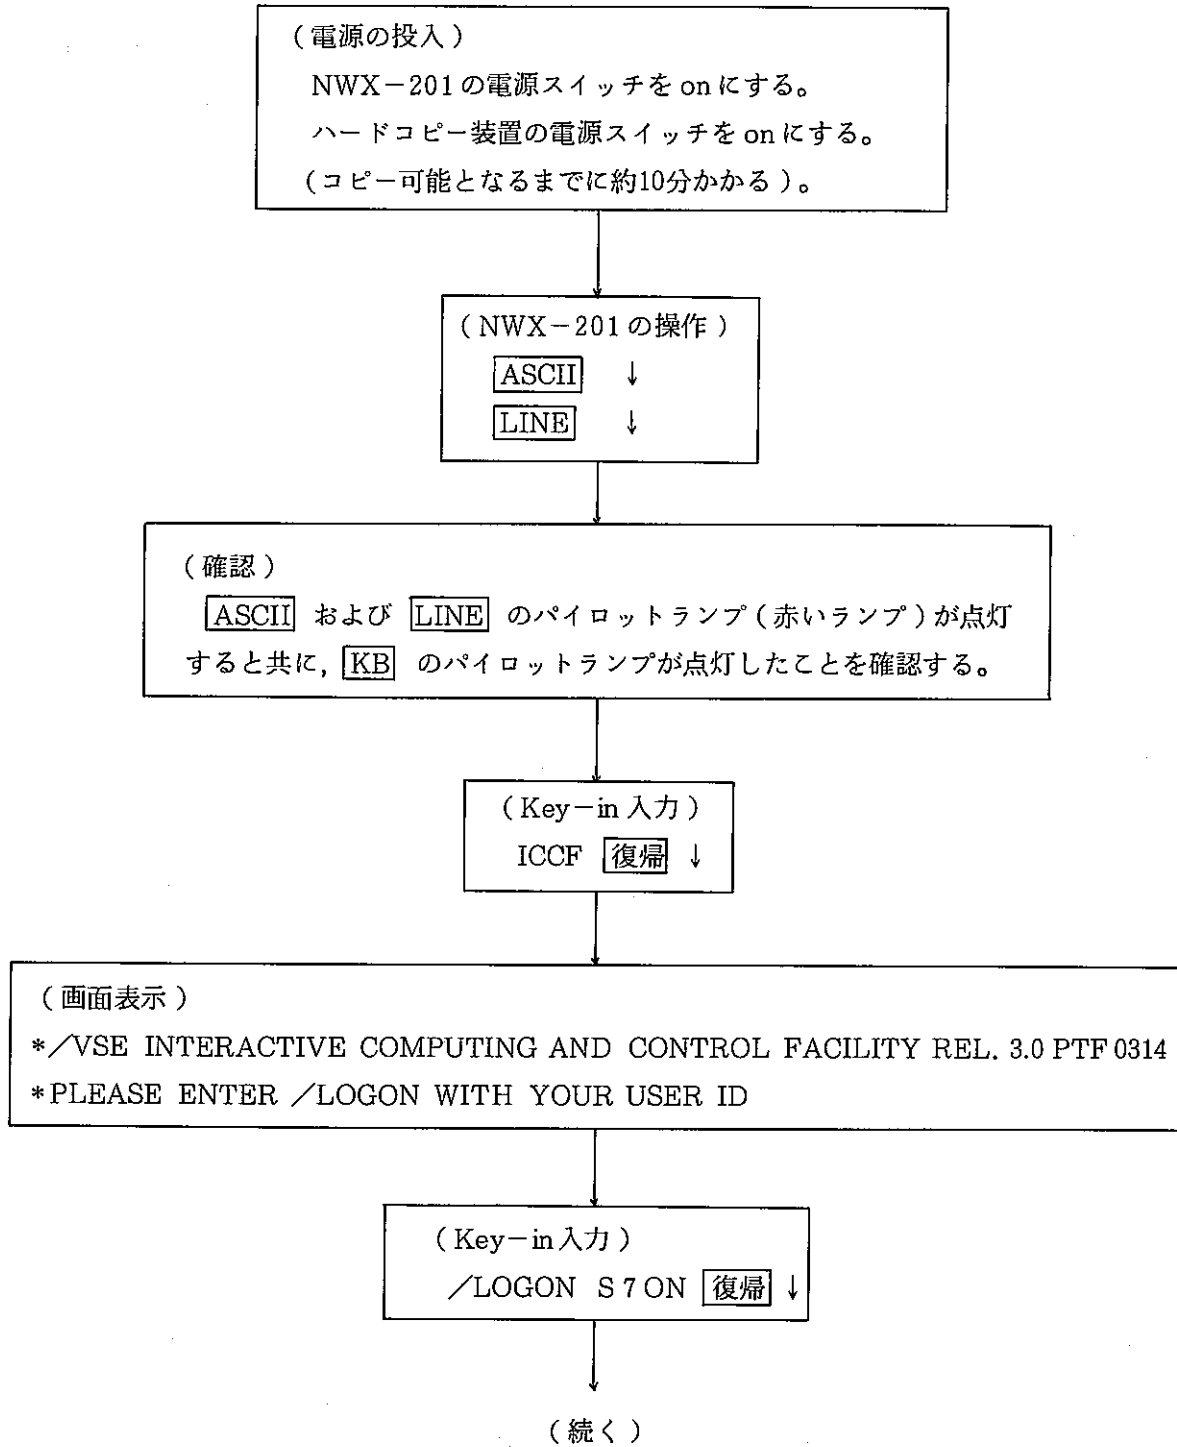 (電源の投入)
NWX-201の電源スイッチをonにする。
ハードコピー装置の電源スイッチをonにする。
(コピー可能となるまでに約10分かかる)。
(NWX-201の操作)
ASCII ↓
LINE ↓
(確認)
ASCII および LINE のパイロットランプ(赤いランプ)が点灯
すると共に, KB のパイロットランプが点灯したことを確認する。
(Key-in入力)
ICCF 復帰 ↓
(画面表示)
*/VSE INTERACTIVE COMPUTING AND CONTROL FACILITY REL. 3.0 PTF 0314
*PLEASE ENTER /LOGON WITH YOUR USER ID
(Key-in入力)
/LOGON S7ON 復帰 ↓
(続く)